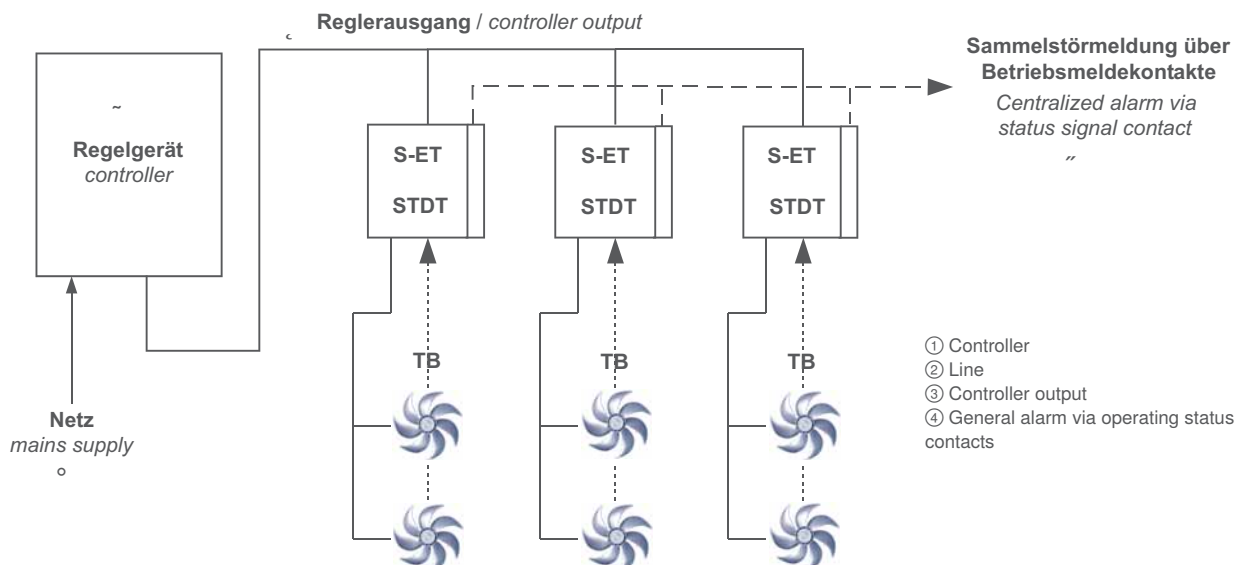 Reglerausgang / controller output
Sammelstörmeldung über
Betriebsmeldekontakte
Centralized alarm via
status signal contact
Regelgerät
controller
S-ET
STDT
S-ET
STDT
S-ET
STDT
TB
TB
TB
Netz
mains supply
① Controller
② Line
③ Controller output
④ General alarm via operating status
contacts